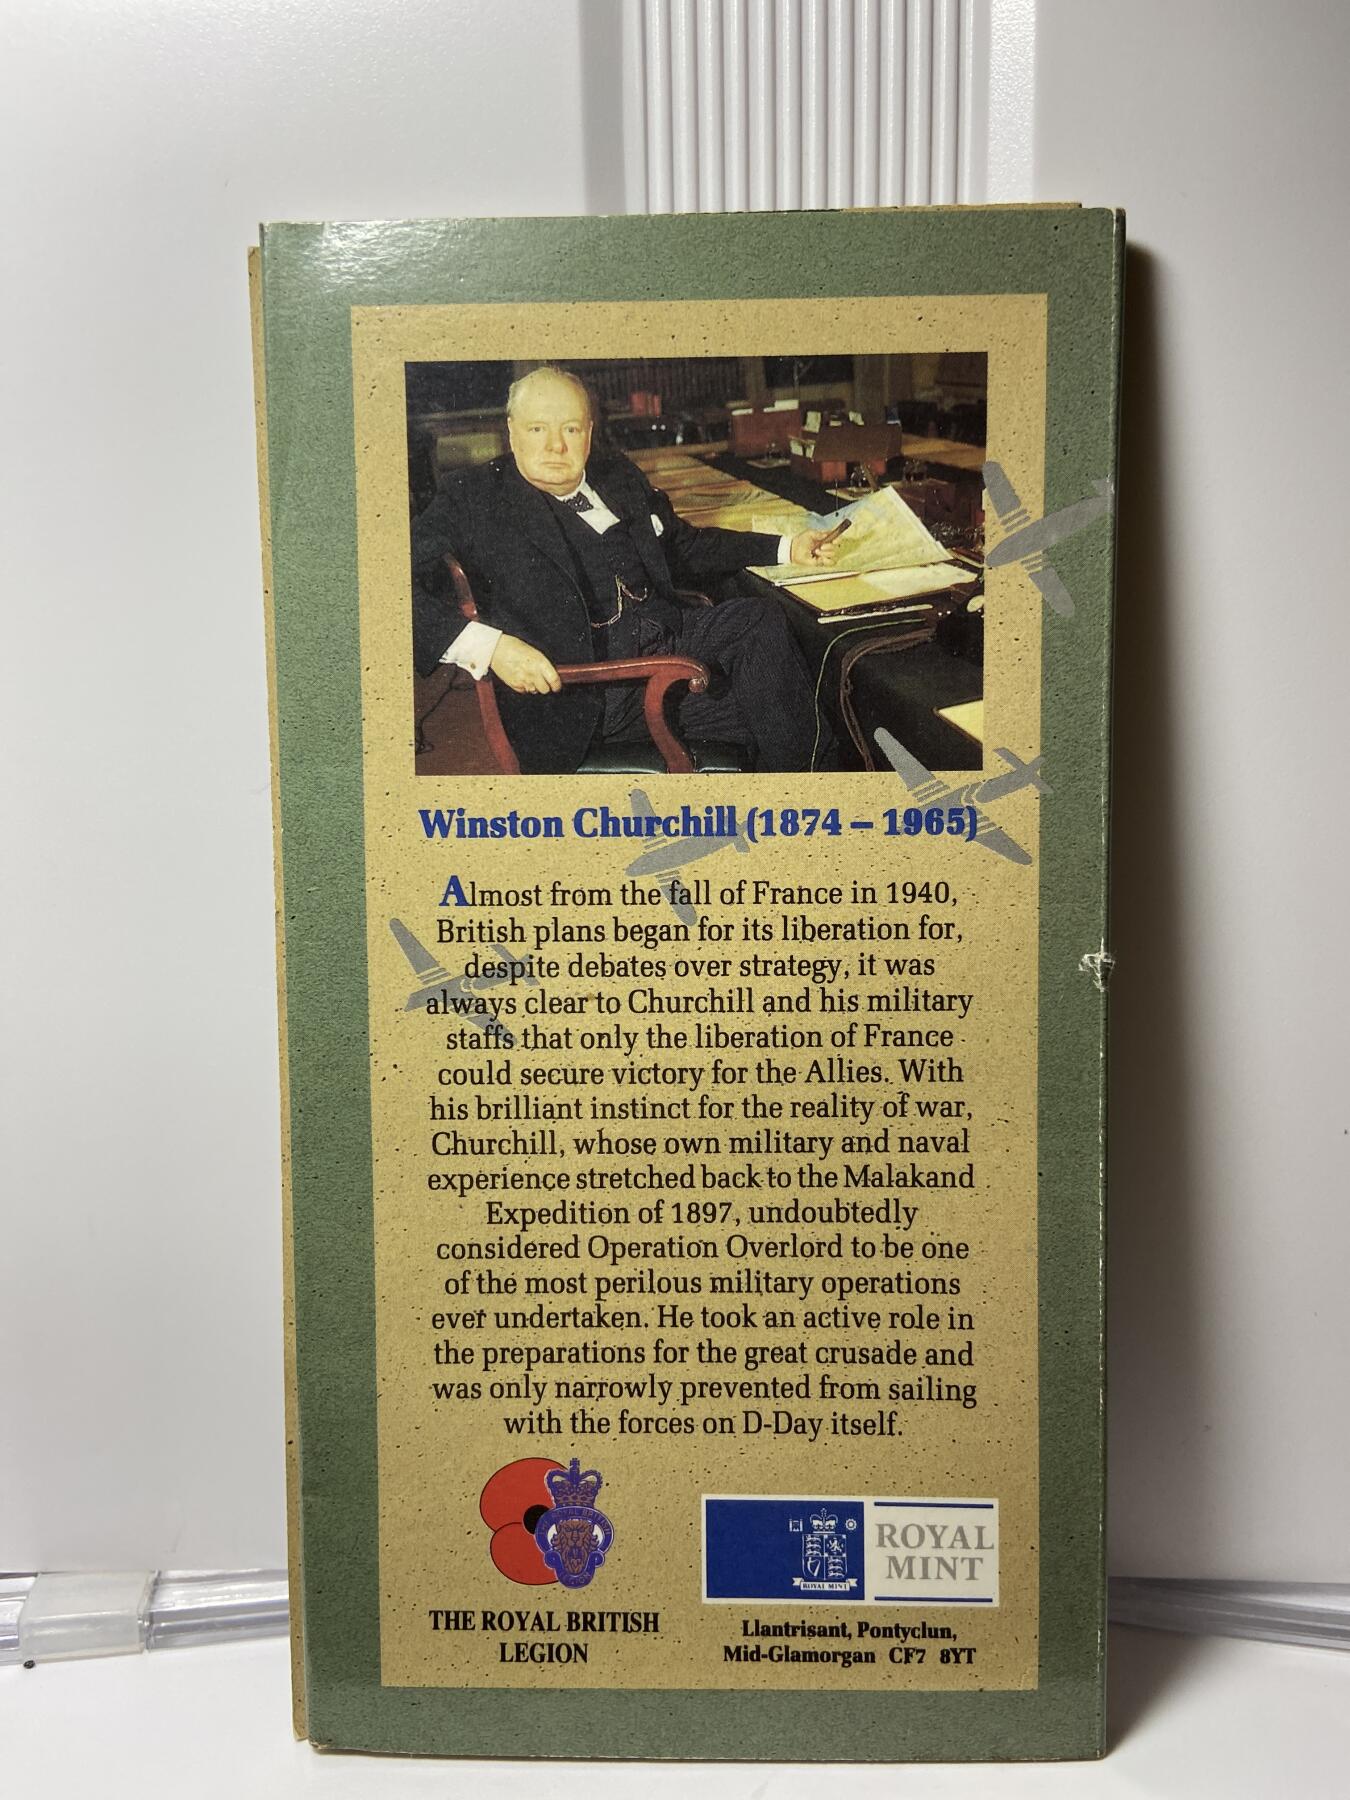 Winston Churchill (1874 – 1965)
Almost from the fall of France in 1940,
British plans began for its liberation for,
despite debates over strategy, it was
always clear to Churchill and his military
staffs that only the liberation of France
could secure victory for the Allies. With
his brilliant instinct for the reality of war,
Churchill, whose own military and naval
experience stretched back to the Malakand
Expedition of 1897, undoubtedly
considered Operation Overlord to be one
of the most perilous military operations
ever undertaken. He took an active role in
the preparations for the great crusade and
was only narrowly prevented from sailing
with the forces on D-Day itself.
THE ROYAL BRITISH
LEGION
THE ROYAL BRITISH
LEGION
ROYAL MINT
ROYAL
MINT
Llantrisant, Pontyclun,
Mid-Glamorgan CF7 8YT